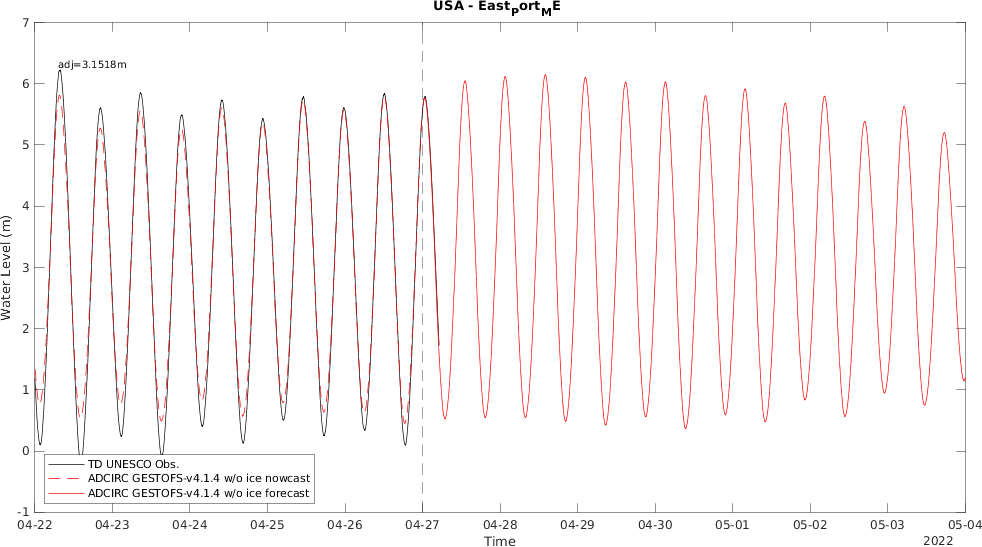 USA - EastPortME
7
adj=3.1518m
6
5
4
3
2
1
0
-1
Water Level (m)
TD UNESCO Obs.
ADCIRC GESTOFS-v4.1.4 w/o ice nowcast
ADCIRC GESTOFS-v4.1.4 w/o ice forecast
04-22 04-23 04-24 04-25 04-26 04-27 04-28 04-29 04-30 05-01 05-02 05-03 05-04
Time
2022